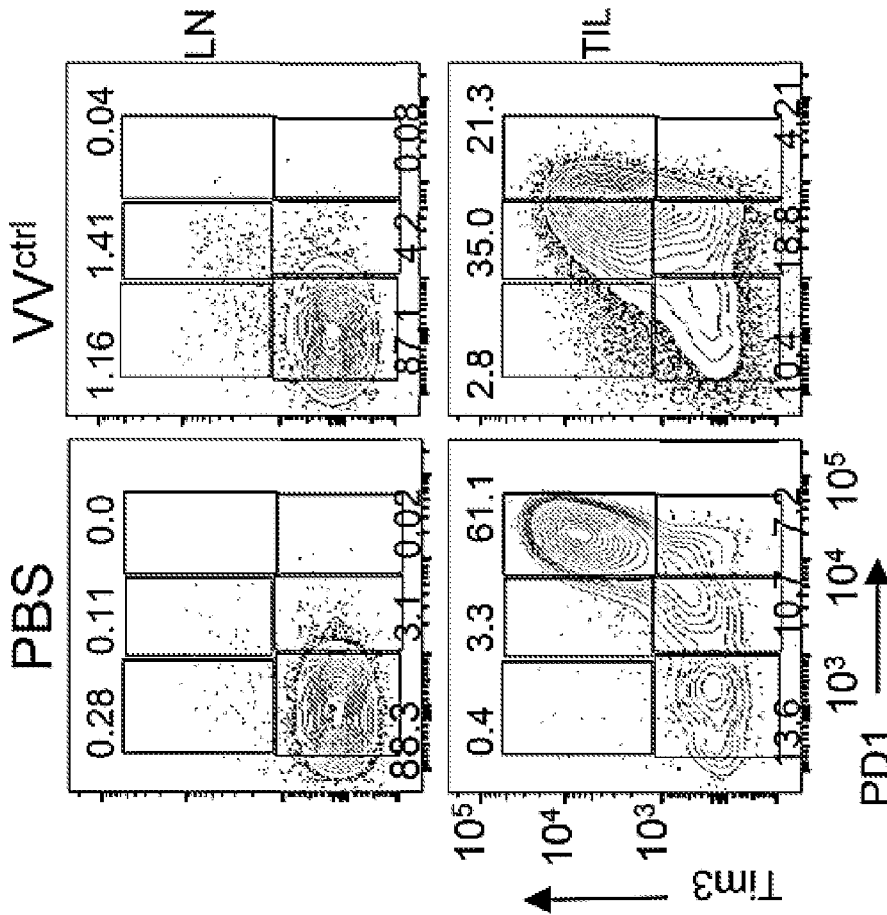 PBS
VVctrl
0.28 0.11 0.0
1.16 1.41 0.04
LN
88.3 3.1 0.02
87.1 4.2 0.08
0.4 3.3 61.1
2.8 35.0 21.3
TIL
13.6 10.7 7.2
10.4 18.8 4.21
10⁵
10⁴
10³
Tim3
10³ 10⁴ 10⁵
PD1